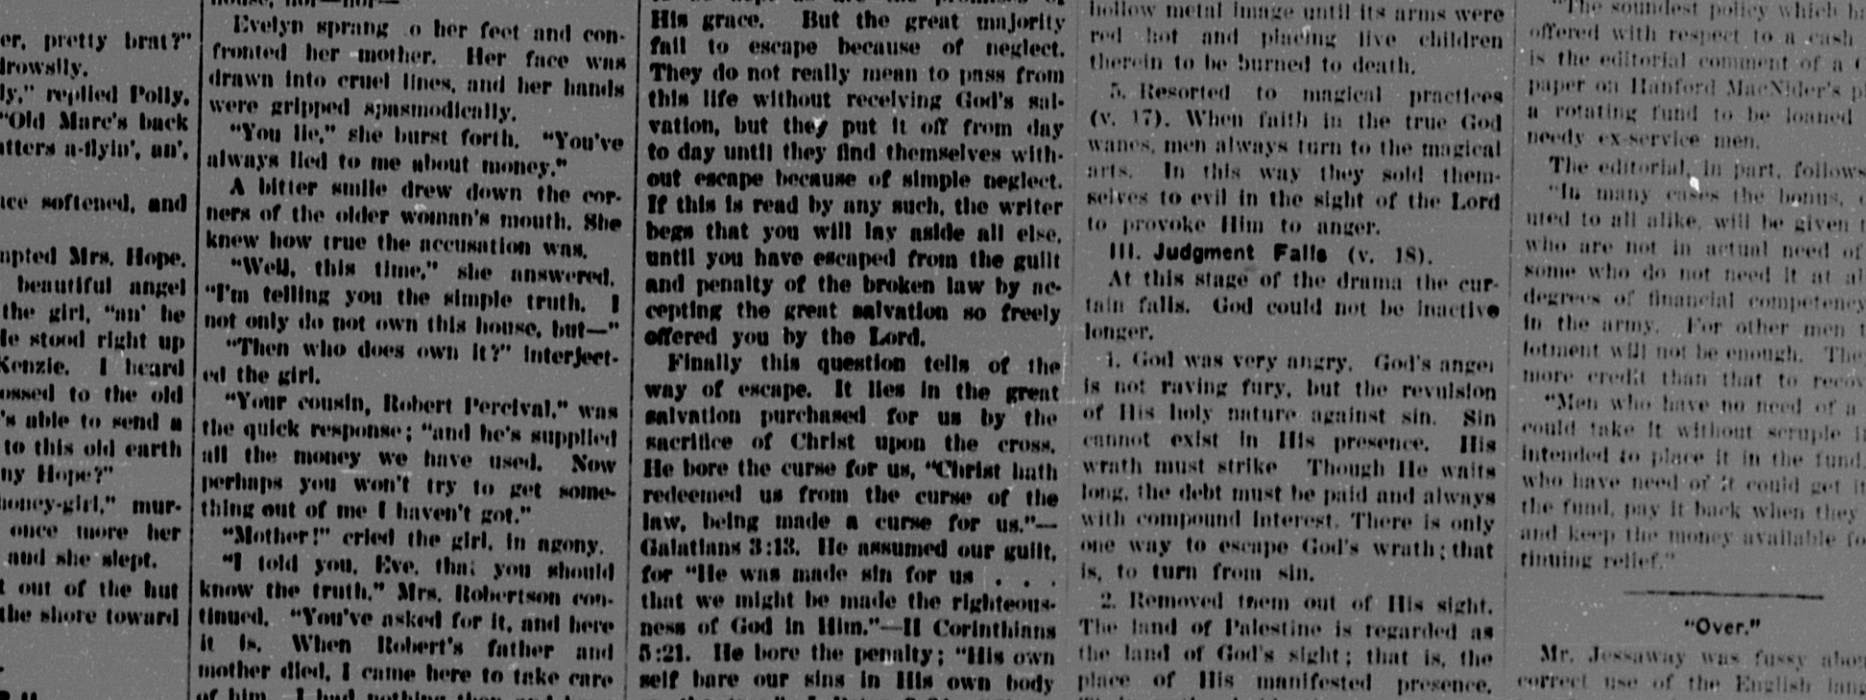 er, pretty brat?"
drowsily.
ly," replied Polly.
"Old Marc's back
atters a-flyin', an',
ace softened, and
mpted Mrs. Hope.
beautiful angel
the girl, "an' he
He stood right up
Kenzie. I heard
ossed to the old
's able to send a
to this old earth
ny Hope?"
honey-girl," mur-
once more her
and she slept.
t out of the hut
the shore toward
Evelyn sprang o her feet and con-
fronted her mother. Her face was
drawn into cruel lines, and her hands
were gripped spasmodically.
"You lie," she burst forth. "You've
always lied to me about money."
A bitter smile drew down the cor-
ners of the older woman's mouth. She
knew how true the accusation was.
"Well, this time," she answered,
"I'm telling you the simple truth. I
not only do not own this house, but—"
"Then who does own it?" interject-
ed the girl.
"Your cousin, Robert Percival," was
the quick response; "and he's supplied
all the money we have used. Now
perhaps you won't try to get some-
thing out of me I haven't got."
"Mother!" cried the girl, in agony.
"I told you, Eve, that you should
know the truth," Mrs. Robertson con-
tinued. "You've asked for it, and here
it is. When Robert's father and
mother died, I came here to take care
of him. I had nothing then and
His grace. But the great majority
fail to escape because of neglect.
They do not really mean to pass from
this life without receiving God's sal-
vation, but they put it off from day
to day until they find themselves with-
out escape because of simple neglect.
If this is read by any such, the writer
begs that you will lay aside all else,
until you have escaped from the guilt
and penalty of the broken law by ac-
cepting the great salvation so freely
offered you by the Lord.
Finally this question tells of the
way of escape. It lies in the great
salvation purchased for us by the
sacrifice of Christ upon the cross.
He bore the curse for us, "Christ hath
redeemed us from the curse of the
law, being made a curse for us."—
Galatians 3:13. He assumed our guilt,
for "He was made sin for us . . .
that we might be made the righteous-
ness of God in Him."—II Corinthians
5:21. He bore the penalty; "His own
self bare our sins in His own body
hollow metal image until its arms were
red hot and placing live children
therein to be burned to death.
5. Resorted to magical practices
(v. 17). When faith in the true God
wanes, men always turn to the magical
arts. In this way they sold them-
selves to evil in the sight of the Lord
to provoke Him to anger.
III. Judgment Falls (v. 18).
At this stage of the drama the cur-
tain falls. God could not be inactive
longer.
1. God was very angry. God's anger
is not raving fury, but the revulsion
of His holy nature against sin. Sin
cannot exist in His presence. His
wrath must strike Though He waits
long, the debt must be paid and always
with compound interest. There is only
one way to escape God's wrath; that
is, to turn from sin.
2. Removed them out of His sight.
The land of Palestine is regarded as
the land of God's sight; that is, the
place of His manifested presence.
"The soundest policy which
offered with respect to a cash
is the editorial comment of a
paper on Hanford MacNider's
a rotating fund to be loaned
needy ex-service men.
The editorial, in part, follows
"In many cases the bonus,
uted to all alike, will be given
who are not in actual need of
some who do not need it at al
degrees of financial competency
in the army. For other men
lotment will not be enough. The
more credit than that to recov
"Men who have no need of a
could take it without scruple
intended to place it in the fund.
who have need of it could get
the fund, pay it back when they
and keep the money available fo
tinuing relief."
"Over."
Mr. Jessaway was fussy abo
correct use of the English